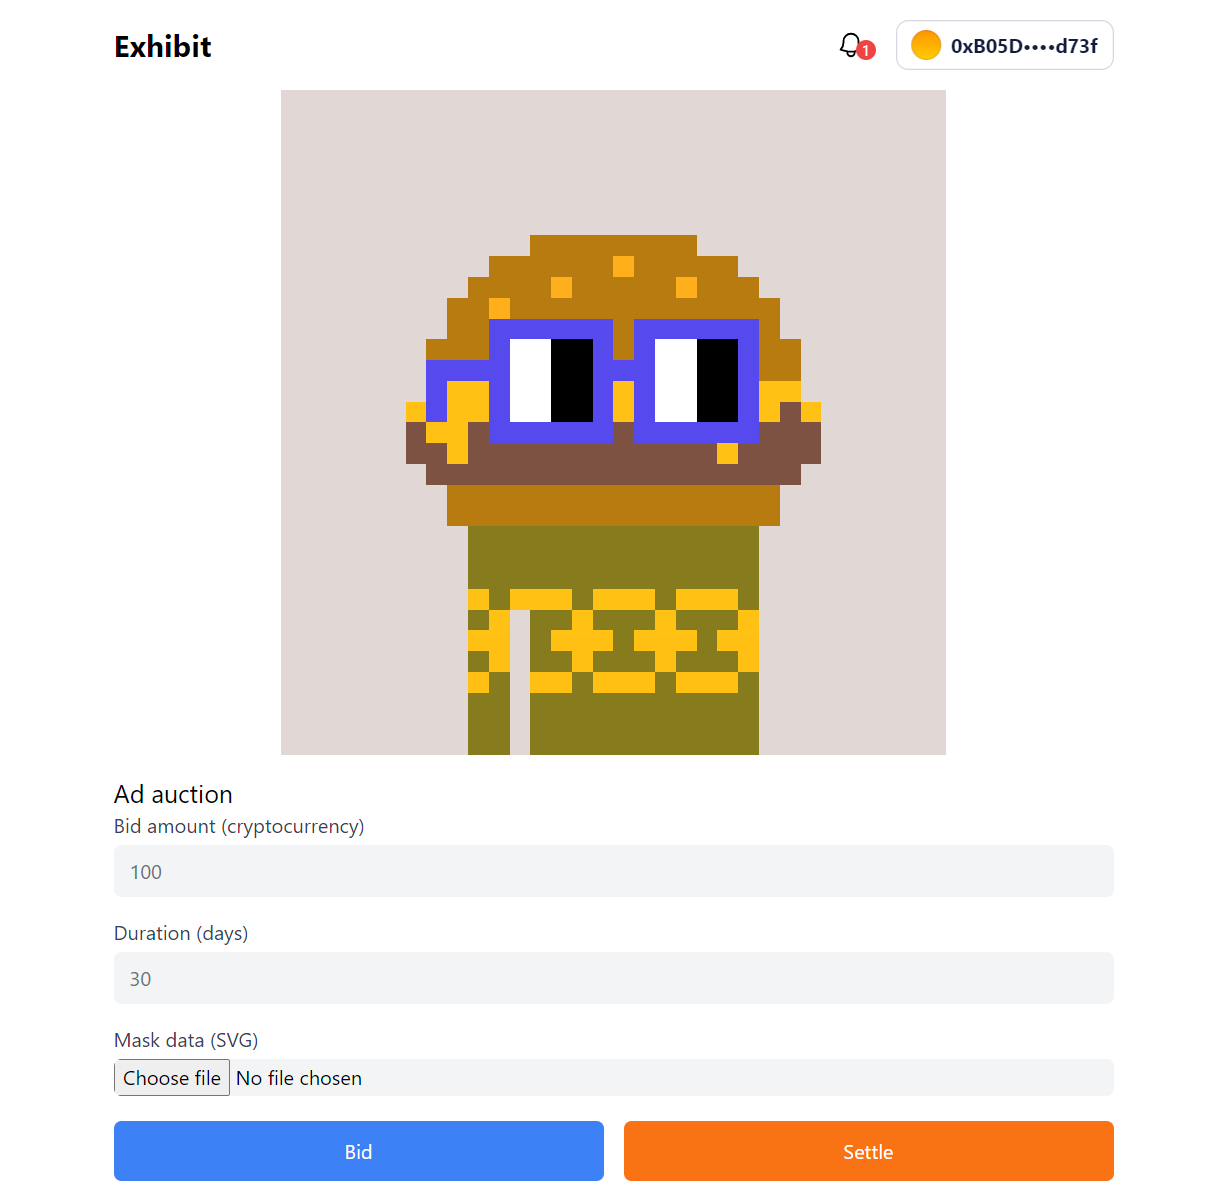 Exhibit
1
0xB05D••••d73f
Ad auction
Bid amount (cryptocurrency)
100
Duration (days)
30
Mask data (SVG)
Choose file No file chosen
Bid
Settle